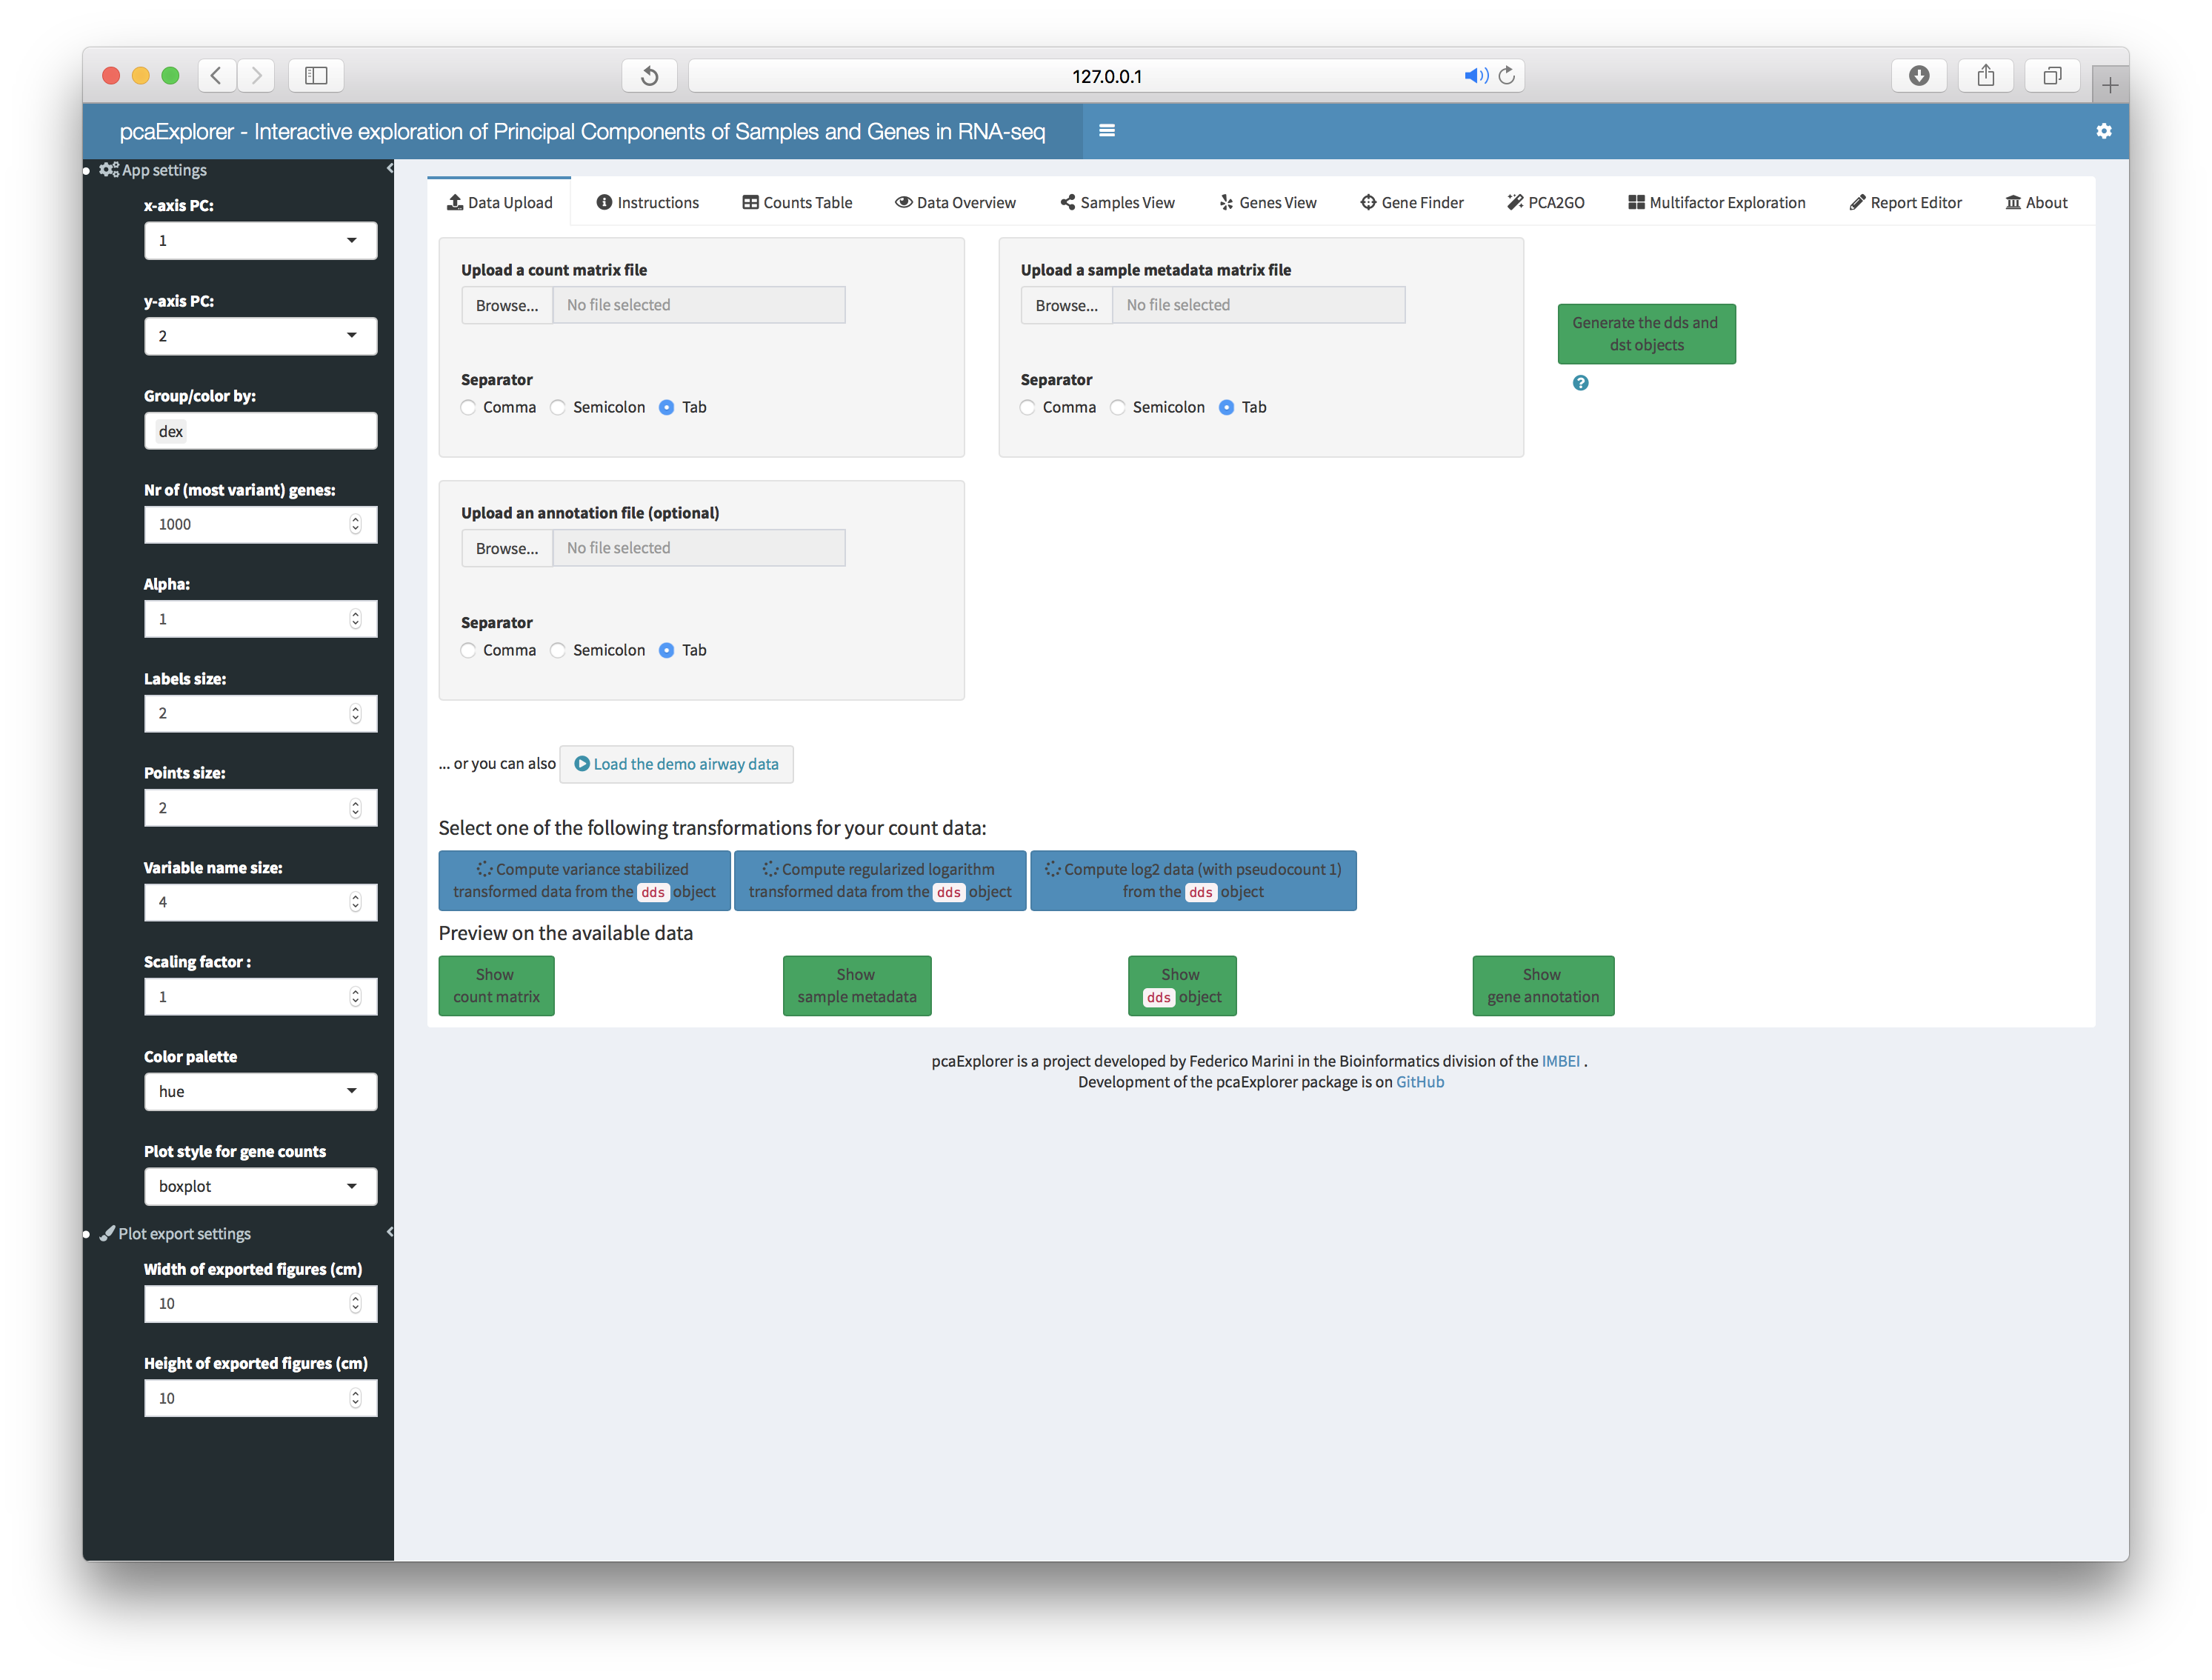 127.0.0.1
pcaExplorer - Interactive exploration of Principal Components of Samples and Genes in RNA-seq
App settings
x-axis PC:
1
y-axis PC:
2
Group/color by:
dex
Nr of (most variant) genes:
1000
Alpha:
1
Labels size:
2
Points size:
2
Variable name size:
4
Scaling factor :
1
Color palette
hue
Plot style for gene counts
boxplot
Plot export settings
Width of exported figures (cm)
10
Height of exported figures (cm)
10
Data Upload Instructions Counts Table Data Overview Samples View Genes View Gene Finder PCA2GO Multifactor Exploration Report Editor About
Upload a count matrix file
Browse... No file selected
Separator
Comma Semicolon Tab
Upload a sample metadata matrix file
Browse... No file selected
Separator
Comma Semicolon Tab
Generate the dds and
dst objects
?
Upload an annotation file (optional)
Browse... No file selected
Separator
Comma Semicolon Tab
... or you can also Load the demo airway data
Select one of the following transformations for your count data:
Compute variance stabilized
transformed data from the dds object
Compute regularized logarithm
transformed data from the dds object
Compute log2 data (with pseudocount 1)
from the dds object
Preview on the available data
Show
count matrix
Show
sample metadata
Show
dds object
Show
gene annotation
pcaExplorer is a project developed by Federico Marini in the Bioinformatics division of the IMBEI .
Development of the pcaExplorer package is on GitHub